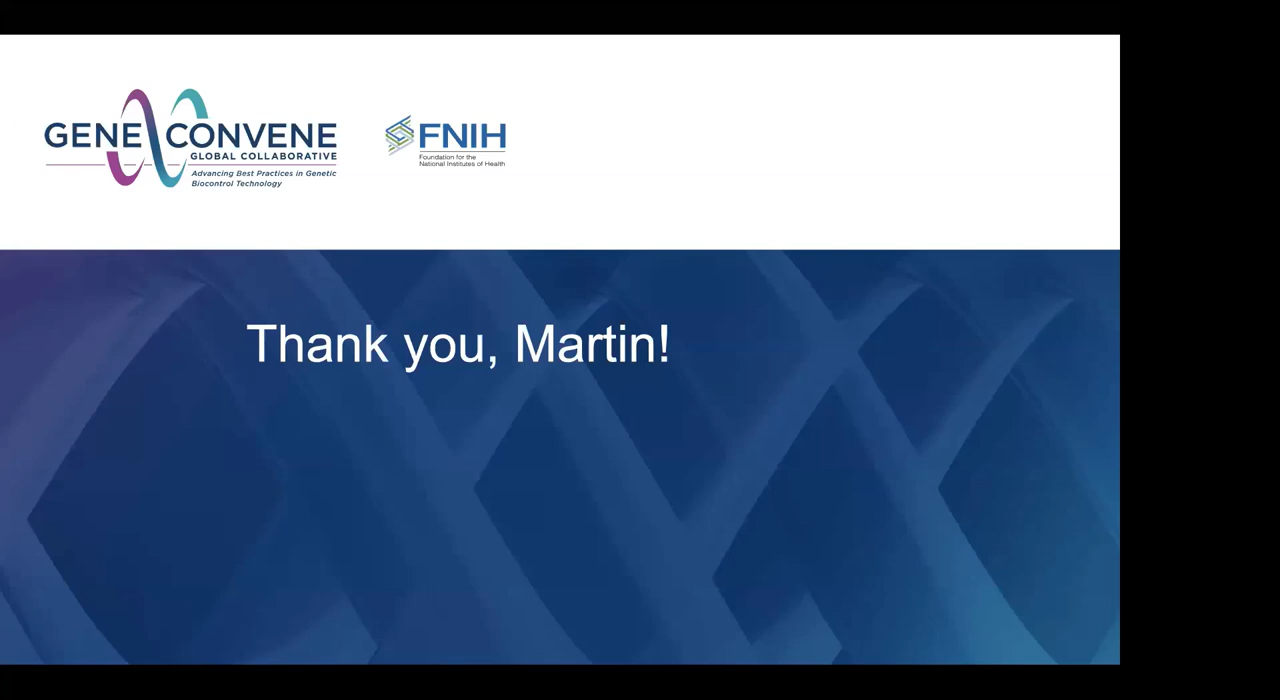 GENE CONVENE
GLOBAL COLLABORATIVE
Advancing Best Practices in Genetic
Biocontrol Technology
FNIH
Foundation for the
National Institutes of Health
Thank you, Martin!